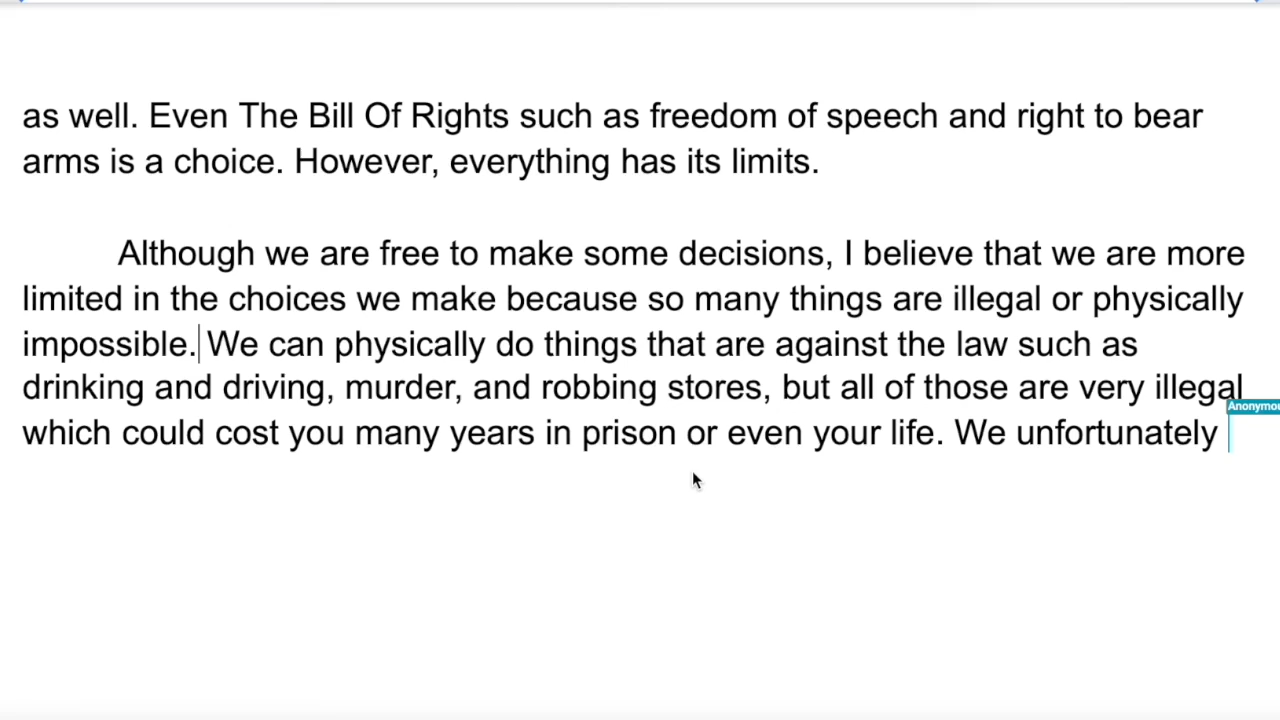 as well. Even The Bill Of Rights such as freedom of speech and right to bear
arms is a choice. However, everything has its limits.
Although we are free to make some decisions, I believe that we are more
limited in the choices we make because so many things are illegal or physically
impossible. We can physically do things that are against the law such as
drinking and driving, murder, and robbing stores, but all of those are very illegal
Anonymou
which could cost you many years in prison or even your life. We unfortunately